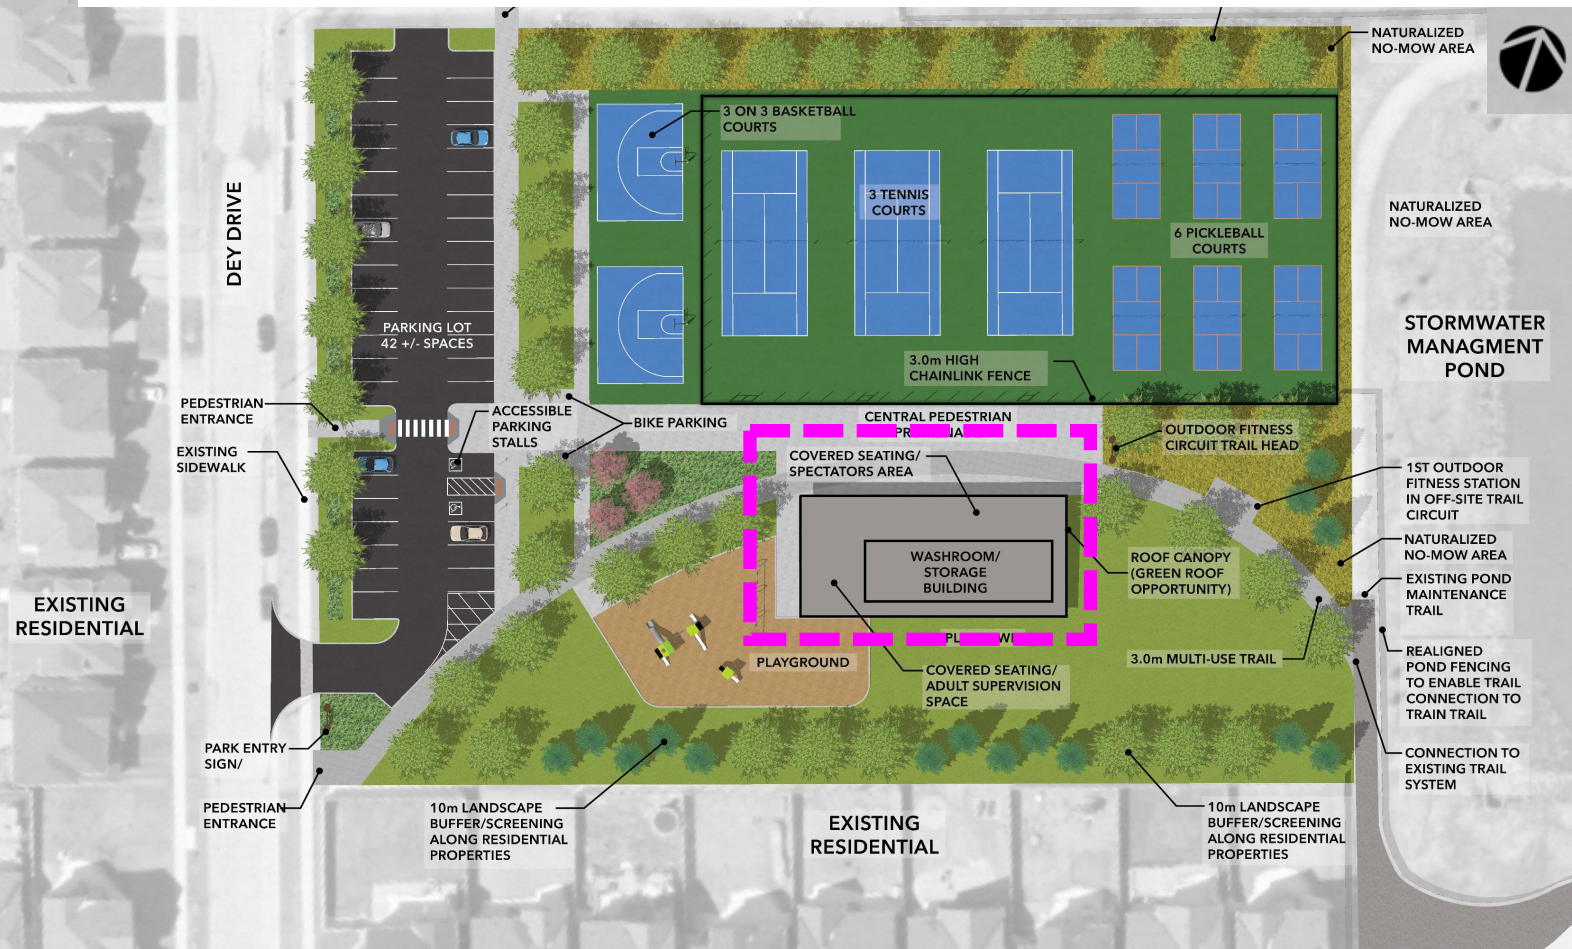 NATURALIZED
NO-MOW AREA
3 ON 3 BASKETBALL
COURTS
DEY DRIVE
3 TENNIS
COURTS
NATURALIZED
NO-MOW AREA
6 PICKLEBALL
COURTS
PARKING LOT
42 +/- SPACES
STORMWATER
MANAGMENT
POND
3.0m HIGH
CHAINLINK FENCE
PEDESTRIAN
ENTRANCE
ACCESSIBLE
PARKING
STALLS
BIKE PARKING
CENTRAL PEDESTRIAN
OUTDOOR FITNESS
CIRCUIT TRAIL HEAD
EXISTING
SIDEWALK
COVERED SEATING/
SPECTATORS AREA
1ST OUTDOOR
FITNESS STATION
IN OFF-SITE TRAIL
CIRCUIT
NATURALIZED
NO-MOW AREA
WASHROOM/
STORAGE
BUILDING
ROOF CANOPY
(GREEN ROOF
OPPORTUNITY)
EXISTING POND
MAINTENANCE
TRAIL
EXISTING
RESIDENTIAL
PLAYGROUND
3.0m MULTI-USE TRAIL
COVERED SEATING/
ADULT SUPERVISION
SPACE
REALIGNED
POND FENCING
TO ENABLE TRAIL
CONNECTION TO
TRAIN TRAIL
PARK ENTRY
SIGN/
CONNECTION TO
EXISTING TRAIL
SYSTEM
PEDESTRIAN
ENTRANCE
10m LANDSCAPE
BUFFER/SCREENING
ALONG RESIDENTIAL
PROPERTIES
EXISTING
RESIDENTIAL
10m LANDSCAPE
BUFFER/SCREENING
ALONG RESIDENTIAL
PROPERTIES